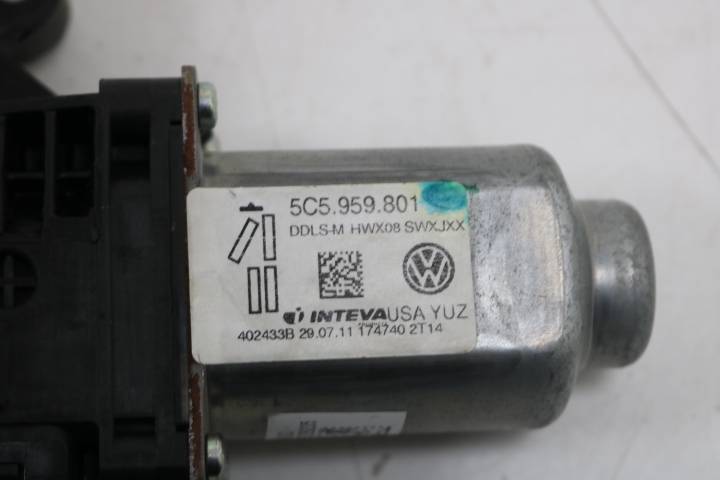 5C5.959.801
DDLS-M HWX08 SWXJXX
INTEVA USA YUZ
402433B 29.07.11 174740 2T14